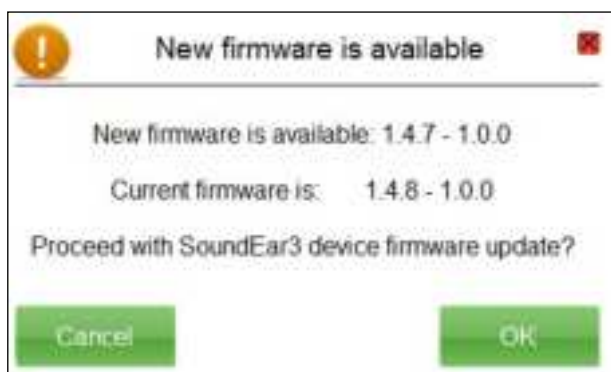 New firmware is available
New firmware is available: 1.4.7 - 1.0.0
Current firmware is: 1.4.8 - 1.0.0
Proceed with SoundEar3 device firmware update?
Cancel
OK